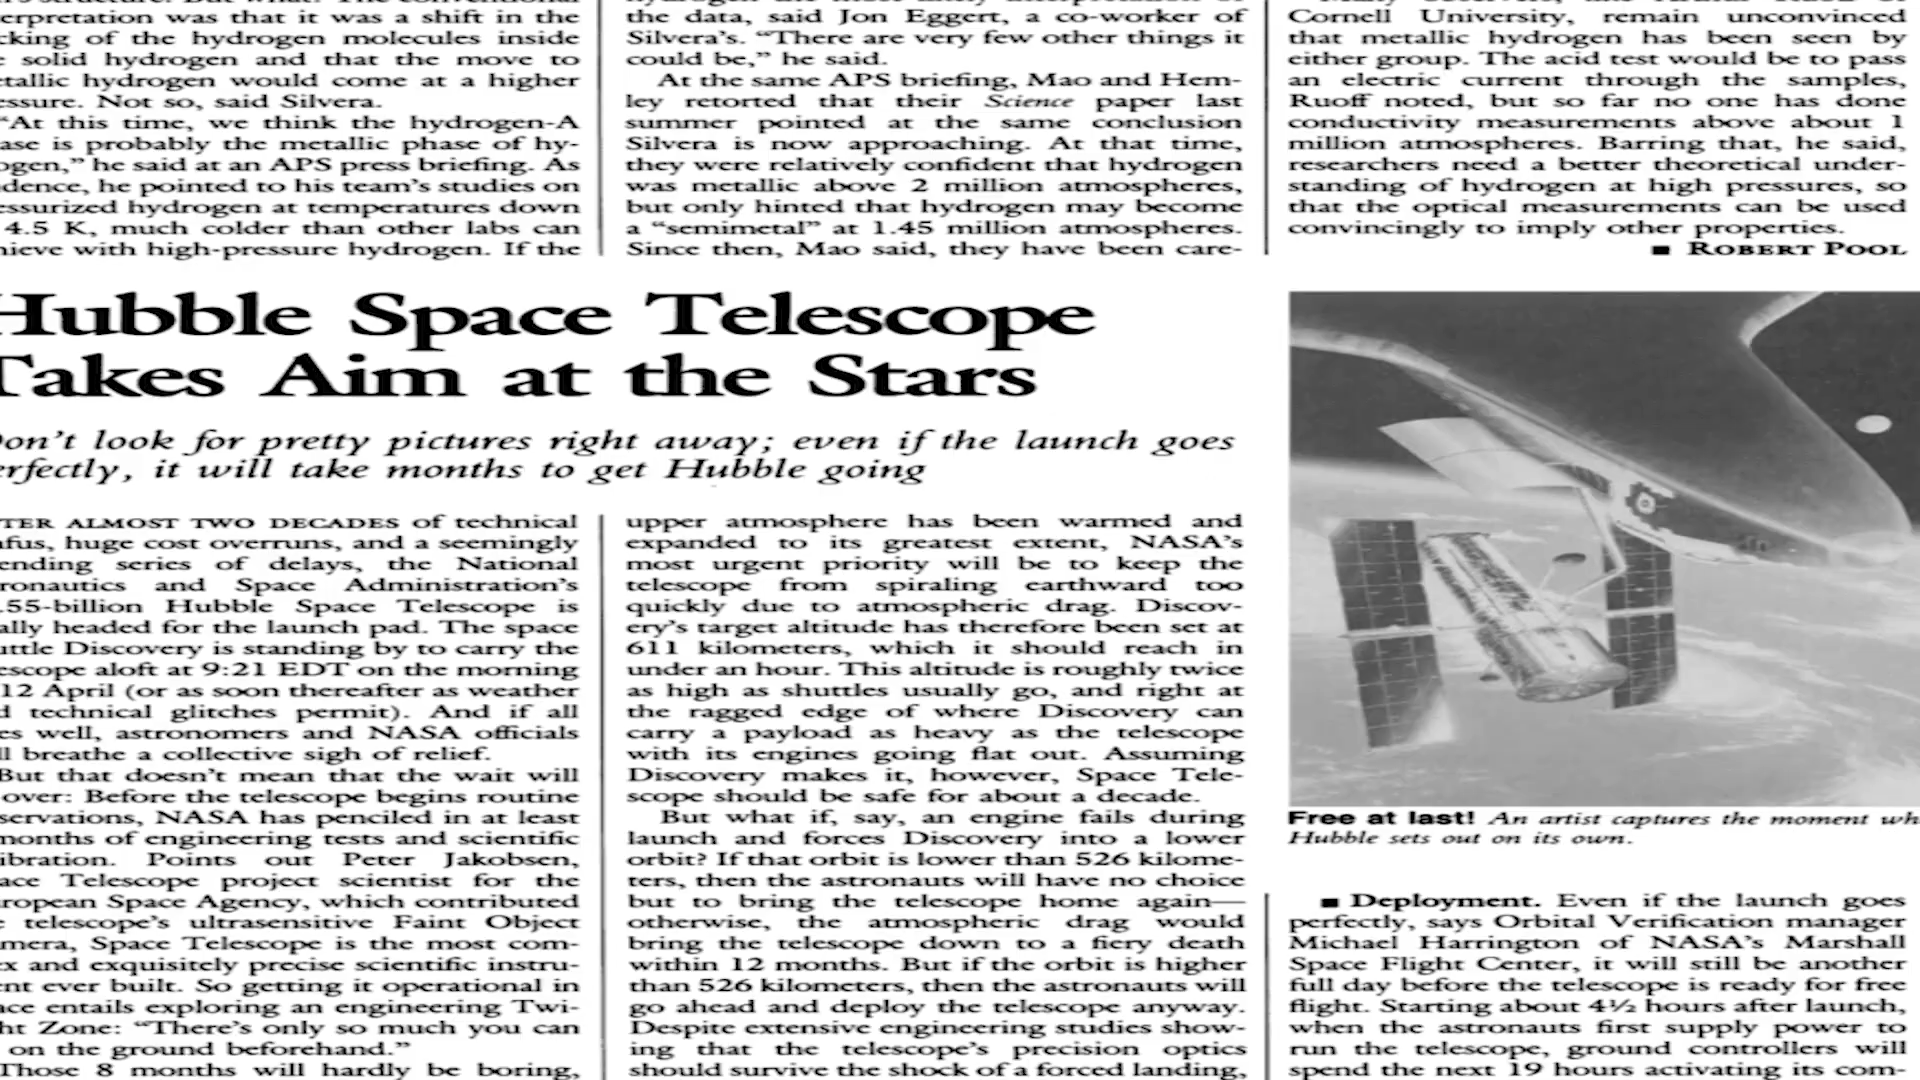 erpretation was that it was a shift in the
cking of the hydrogen molecules inside
solid hydrogen and that the move to
etallic hydrogen would come at a higher
essure. Not so, said Silvera.
"At this time, we think the hydrogen-A
ase is probably the metallic phase of hy-
ogen," he said at an APS press briefing. As
dence, he pointed to his team's studies on
essurized hydrogen at temperatures down
4.5 K, much colder than other labs can
hieve with high-pressure hydrogen. If the
the data, said Jon Eggert, a co-worker of
Silvera's. "There are very few other things it
could be," he said.
At the same APS briefing, Mao and Hem-
ley retorted that their Science paper last
summer pointed at the same conclusion
Silvera is now approaching. At that time,
they were relatively confident that hydrogen
was metallic above 2 million atmospheres,
but only hinted that hydrogen may become
a "semimetal" at 1.45 million atmospheres.
Since then, Mao said, they have been care-
Cornell University, remain unconvinced
that metallic hydrogen has been seen by
either group. The acid test would be to pass
an electric current through the samples,
Ruoff noted, but so far no one has done
conductivity measurements above about 1
million atmospheres. Barring that, he said,
researchers need a better theoretical under-
standing of hydrogen at high pressures, so
that the optical measurements can be used
convincingly to imply other properties.
■ ROBERT POOL
Hubble Space Telescope
Takes Aim at the Stars
Don't look for pretty pictures right away; even if the launch goes
erfectly, it will take months to get Hubble going
TER ALMOST TWO DECADES of technical
afus, huge cost overruns, and a seemingly
ending series of delays, the National
ronautics and Space Administration's
.55-billion Hubble Space Telescope is
ally headed for the launch pad. The space
uttle Discovery is standing by to carry the
escope aloft at 9:21 EDT on the morning
12 April (or as soon thereafter as weather
d technical glitches permit). And if all
es well, astronomers and NASA officials
ll breathe a collective sigh of relief.
But that doesn't mean that the wait will
over: Before the telescope begins routine
servations, NASA has penciled in at least
months of engineering tests and scientific
ibration. Points out Peter Jakobsen,
ace Telescope project scientist for the
uropean Space Agency, which contributed
e telescope's ultrasensitive Faint Object
mera, Space Telescope is the most com-
ex and exquisitely precise scientific instru-
ent ever built. So getting it operational in
ace entails exploring an engineering Twi-
ht Zone: "There's only so much you can
on the ground beforehand."
Those 8 months will hardly be boring,
upper atmosphere has been warmed and
expanded to its greatest extent, NASA's
most urgent priority will be to keep the
telescope from spiraling earthward too
quickly due to atmospheric drag. Discov-
ery's target altitude has therefore been set at
611 kilometers, which it should reach in
under an hour. This altitude is roughly twice
as high as shuttles usually go, and right at
the ragged edge of where Discovery can
carry a payload as heavy as the telescope
with its engines going flat out. Assuming
Discovery makes it, however, Space Tele-
scope should be safe for about a decade.
But what if, say, an engine fails during
launch and forces Discovery into a lower
orbit? If that orbit is lower than 526 kilome-
ters, then the astronauts will have no choice
but to bring the telescope home again—
otherwise, the atmospheric drag would
bring the telescope down to a fiery death
within 12 months. But if the orbit is higher
than 526 kilometers, then the astronauts will
go ahead and deploy the telescope anyway.
Despite extensive engineering studies show-
ing that the telescope's precision optics
should survive the shock of a forced landing,
Free at last! An artist captures the moment wh
Hubble sets out on its own.
■ Deployment. Even if the launch goes
perfectly, says Orbital Verification manager
Michael Harrington of NASA's Marshall
Space Flight Center, it will still be another
full day before the telescope is ready for free
flight. Starting about 4½ hours after launch,
when the astronauts first supply power to
run the telescope, ground controllers will
spend the next 19 hours activating its com-